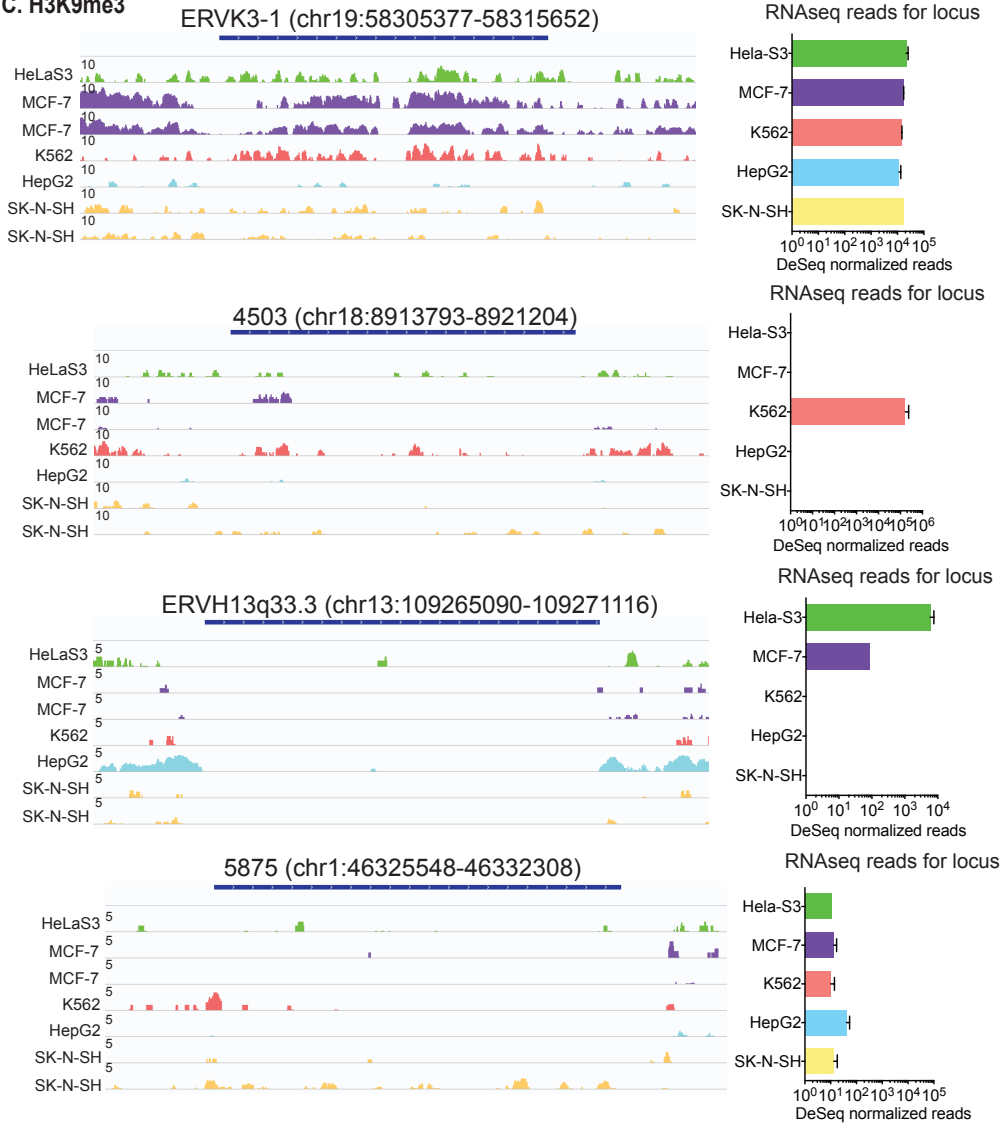 C. H3K9me3
ERVK3-1 (chr19:58305377-58315652)
10
HeLaS3
10
MCF-7
10
MCF-7
10
K562
10
HepG2
10
SK-N-SH
10
SK-N-SH
RNAseq reads for locus
Hela-S3
MCF-7
K562
HepG2
SK-N-SH
10⁰ 10¹ 10² 10³ 10⁴ 10⁵
DeSeq normalized reads
4503 (chr18:8913793-8921204)
10
HeLaS3
10
MCF-7
10
MCF-7
10
K562
10
HepG2
10
SK-N-SH
10
SK-N-SH
RNAseq reads for locus
Hela-S3
MCF-7
K562
HepG2
SK-N-SH
10⁰ 10¹ 10² 10³ 10⁴ 10⁵ 10⁶
DeSeq normalized reads
ERVH13q33.3 (chr13:109265090-109271116)
5
HeLaS3
5
MCF-7
5
MCF-7
5
K562
5
HepG2
5
SK-N-SH
5
SK-N-SH
RNAseq reads for locus
Hela-S3
MCF-7
K562
HepG2
SK-N-SH
10⁰ 10¹ 10² 10³ 10⁴
DeSeq normalized reads
5875 (chr1:46325548-46332308)
5
HeLaS3
5
MCF-7
5
MCF-7
5
K562
5
HepG2
5
SK-N-SH
5
SK-N-SH
RNAseq reads for locus
Hela-S3
MCF-7
K562
HepG2
SK-N-SH
10⁰ 10¹ 10² 10³ 10⁴ 10⁵
DeSeq normalized reads